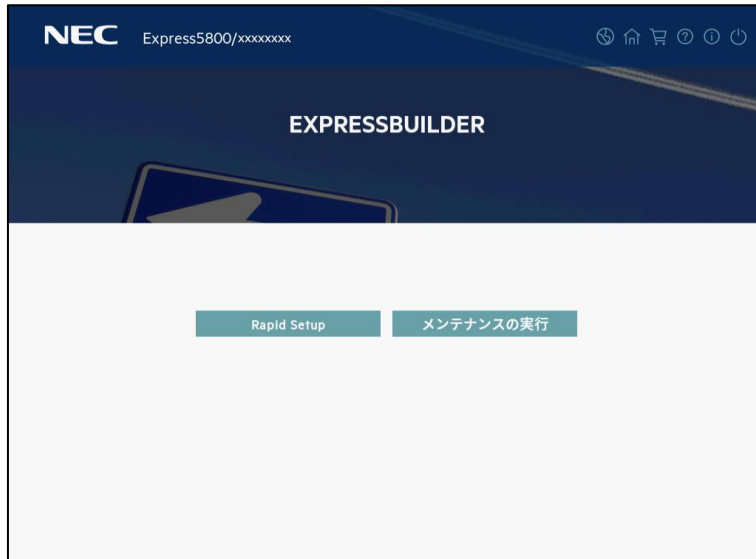 NEC Express5800/xxxxxxxx
EXPRESSBUILDER
Rapid Setup
メンテナンスの実行